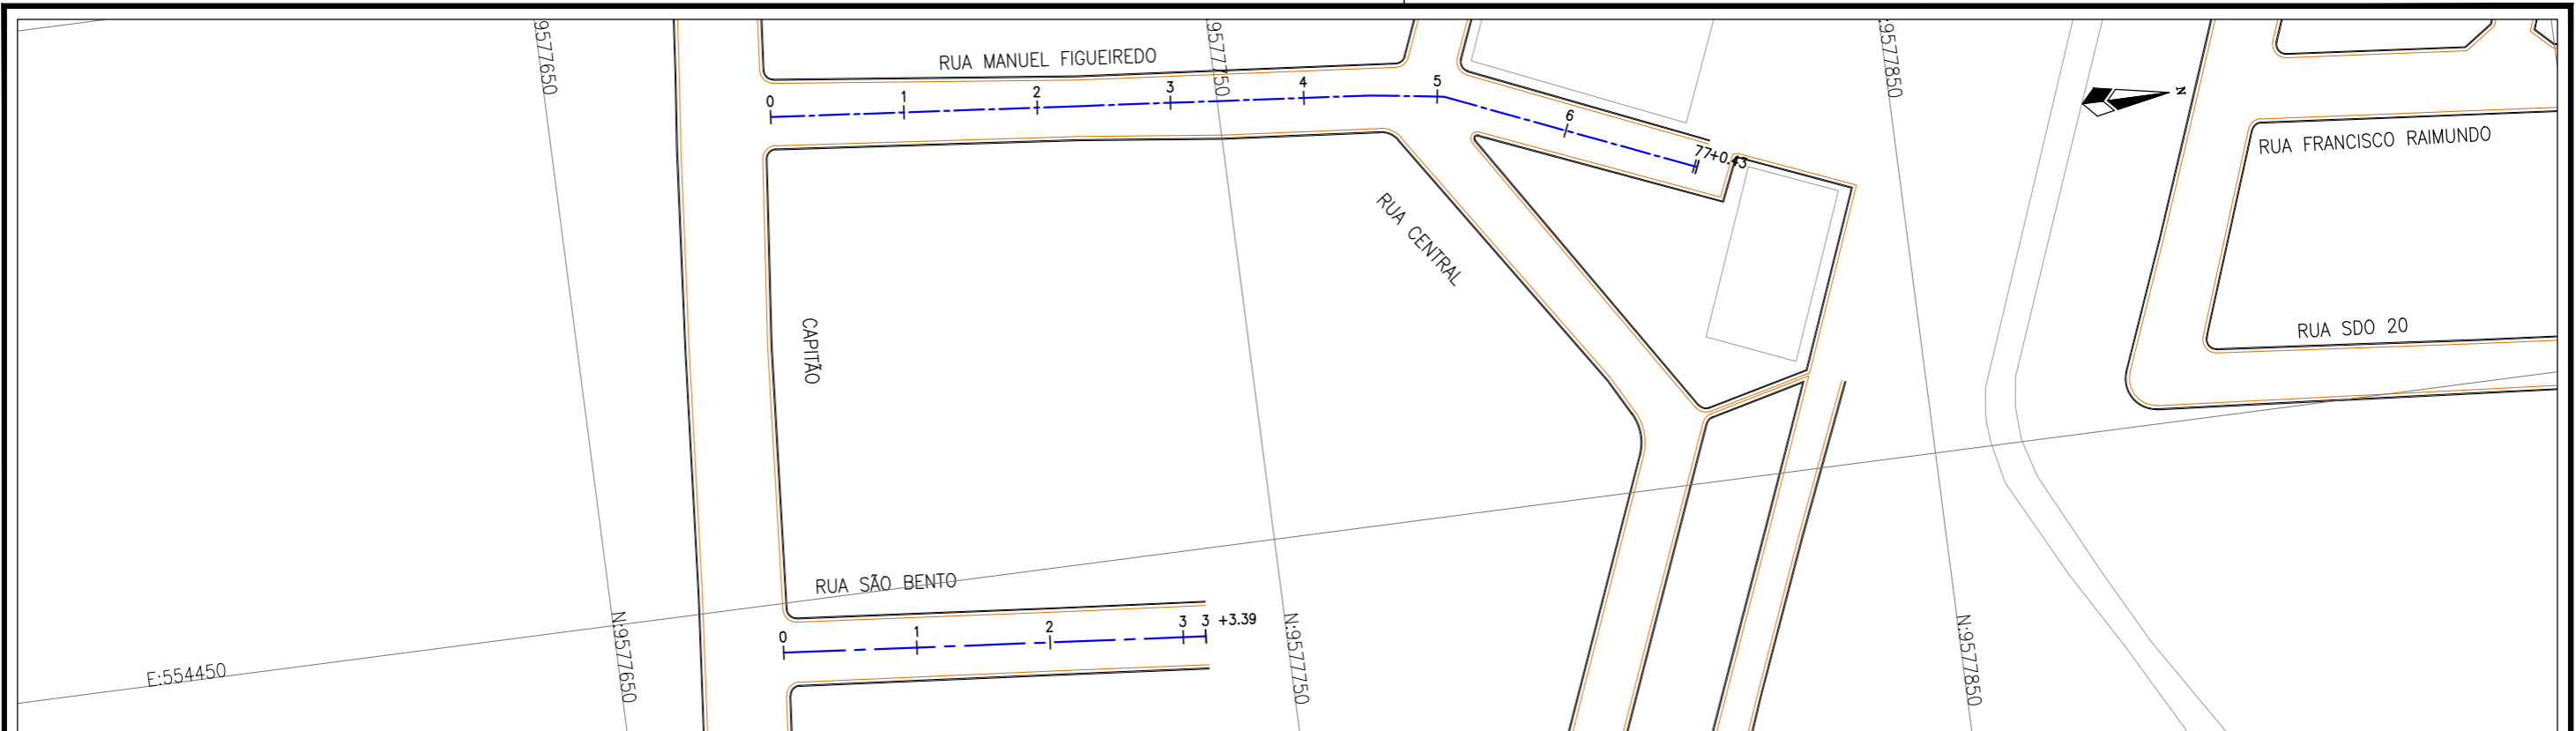 9577650
9577750
:9577850
RUA MANUEL FIGUEIREDO
0
1
2
3
4
5
6
77+0.43
N
RUA FRANCISCO RAIMUNDO
RUA CENTRAL
CAPITÃO
RUA SDO 20
RUA SÃO BENTO
0
1
2
3
3 +3.39
E:554450
N:9577650
N:9577750
N:9577850